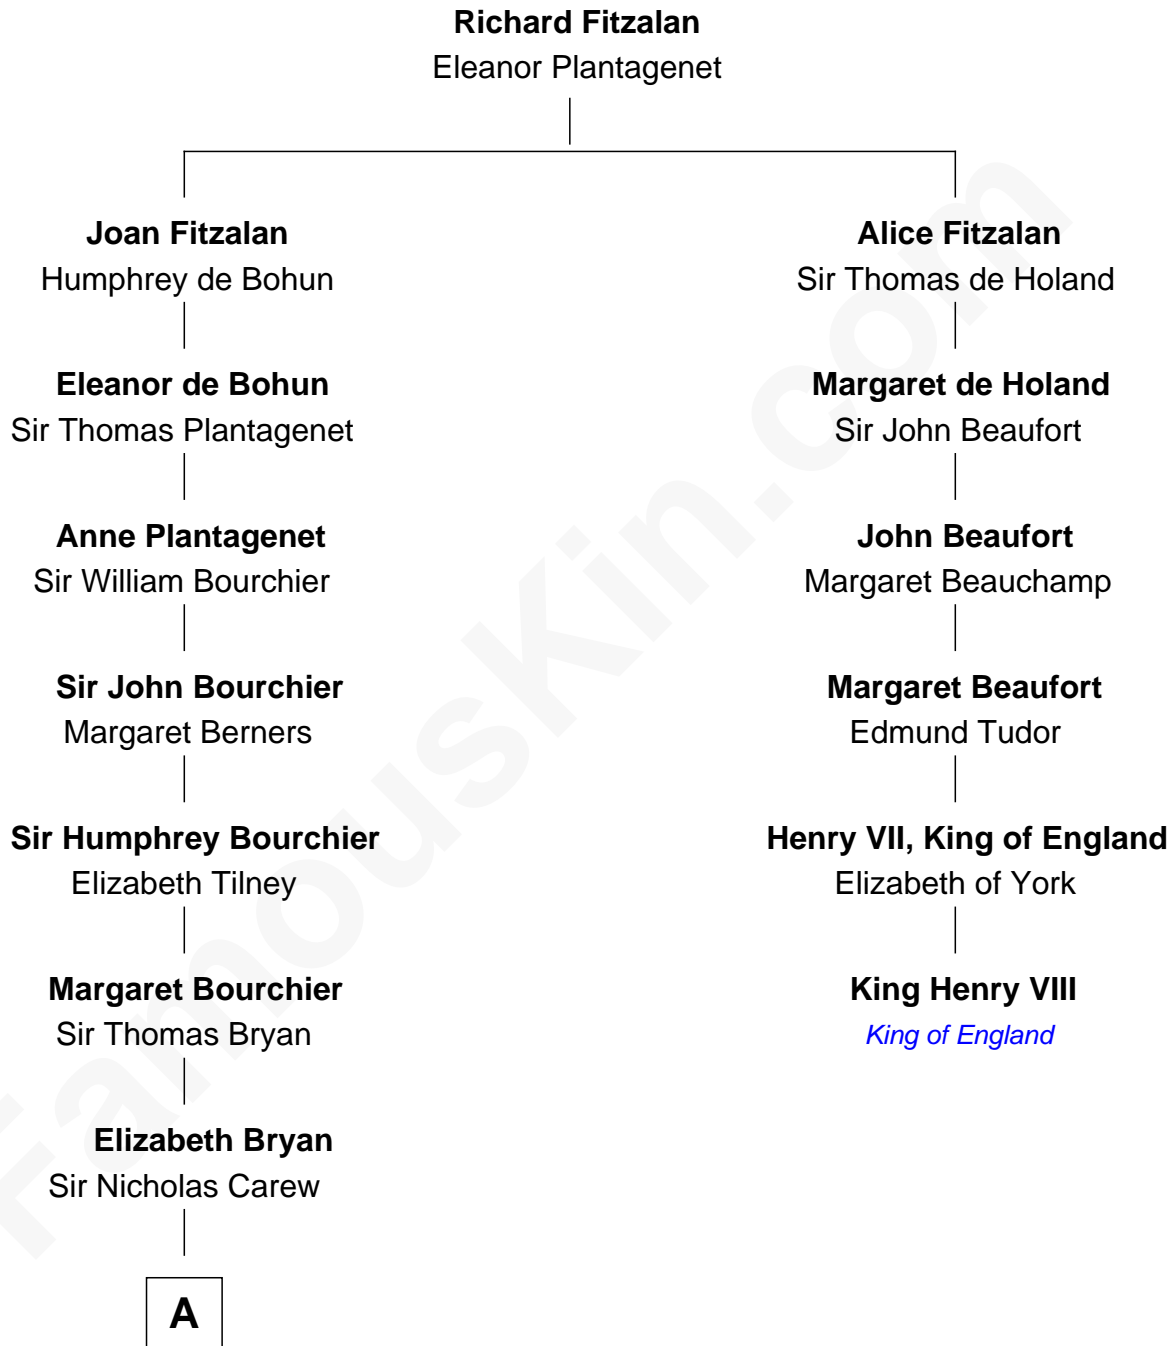 Richard Fitzalan
Eleanor Plantagenet
Joan Fitzalan
Humphrey de Bohun
Eleanor de Bohun
Sir Thomas Plantagenet
Anne Plantagenet
Sir William Bourchier
Sir John Bourchier
Margaret Berners
Sir Humphrey Bourchier
Elizabeth Tilney
Margaret Bourchier
Sir Thomas Bryan
Elizabeth Bryan
Sir Nicholas Carew
A
Alice Fitzalan
Sir Thomas de Holand
Margaret de Holand
Sir John Beaufort
John Beaufort
Margaret Beauchamp
Margaret Beaufort
Edmund Tudor
Henry VII, King of England
Elizabeth of York
King Henry VIII
King of England
FamousKin.com